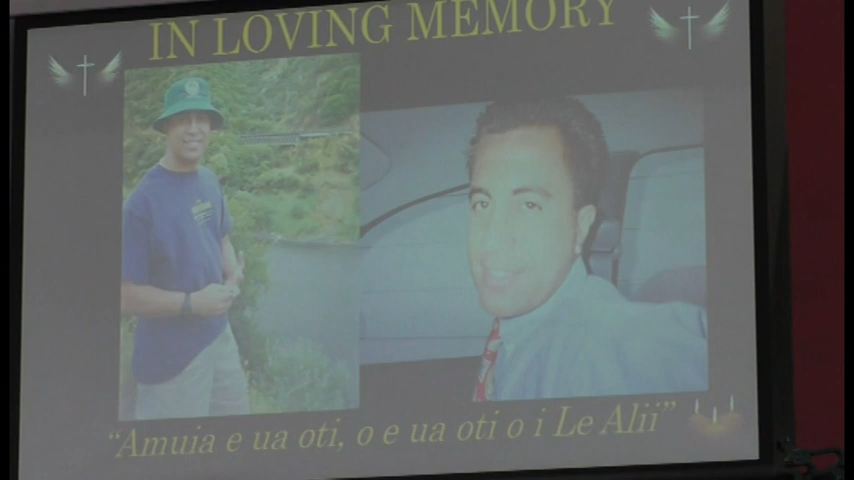 IN LOVING MEMORY
"Amuia e ua oti, o e ua oti o i Le Alii"